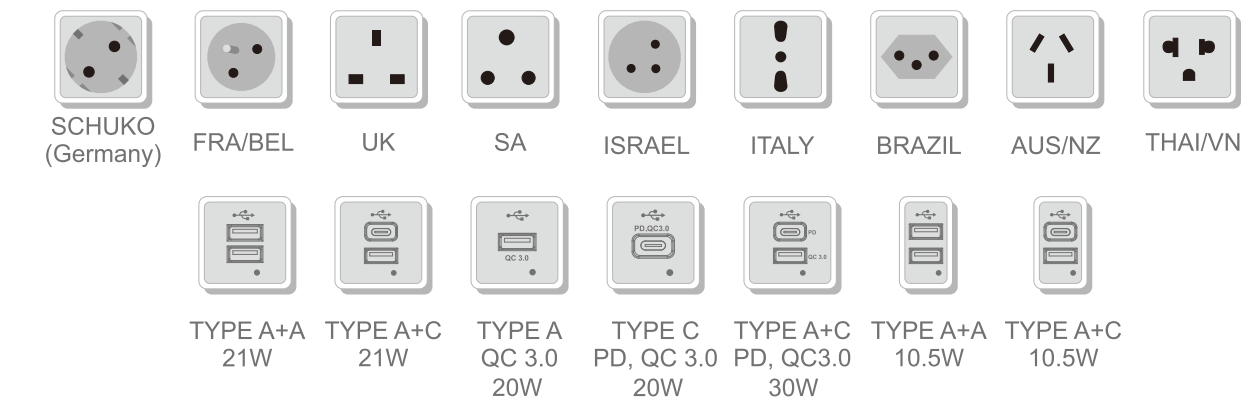 SCHUKO
(Germany)
FRA/BEL
UK
SA
ISRAEL
ITALY
BRAZIL
AUS/NZ
THAI/VN
PD,QC3.0
PD
QC 3.0
QC 3.0
TYPE A+A
21W
TYPE A+C
21W
TYPE A
QC 3.0
20W
TYPE C
PD, QC 3.0
20W
TYPE A+C
PD, QC3.0
30W
TYPE A+A
10.5W
TYPE A+C
10.5W